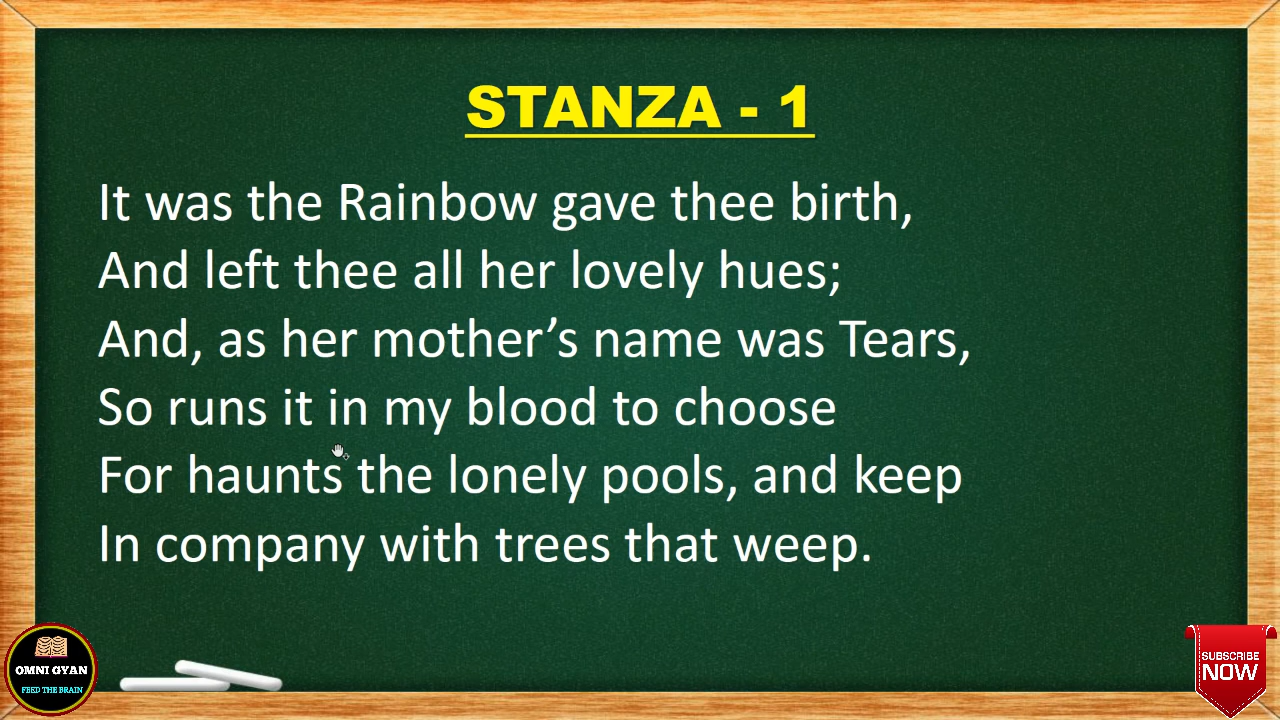 STANZA - 1
It was the Rainbow gave thee birth,
And left thee all her lovely hues;
And, as her mother’s name was Tears,
So runs it in my blood to choose
For haunts the lonely pools, and keep
In company with trees that weep.
OMNI GYAN
FEED THE BRAIN
SUBSCRIBE
NOW